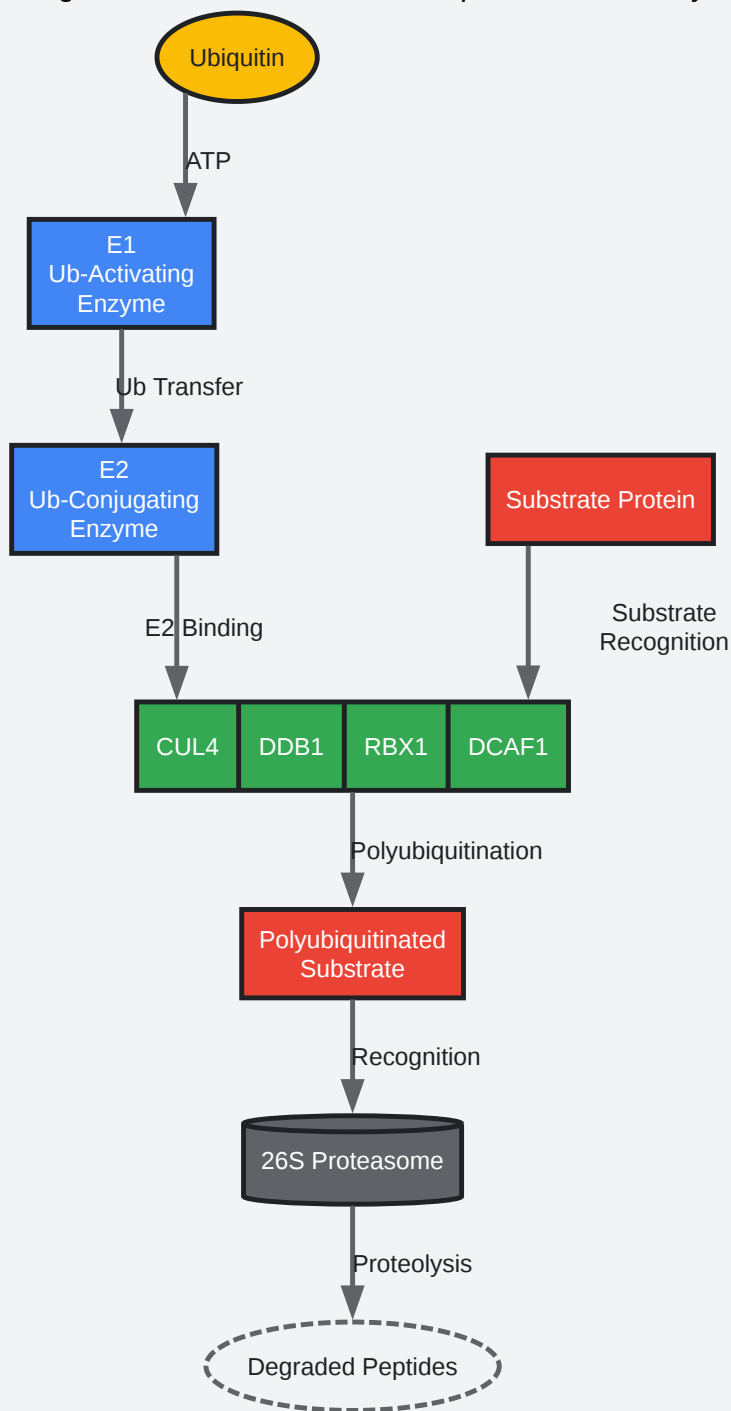 Ubiquitin
ATP
E1
Ub-Activating
Enzyme
Ub Transfer
E2
Ub-Conjugating
Enzyme
Substrate Protein
E2 Binding
Substrate
Recognition
CUL4
DDB1
RBX1
DCAF1
Polyubiquitination
Polyubiquitinated
Substrate
Recognition
26S Proteasome
Proteolysis
Degraded Peptides